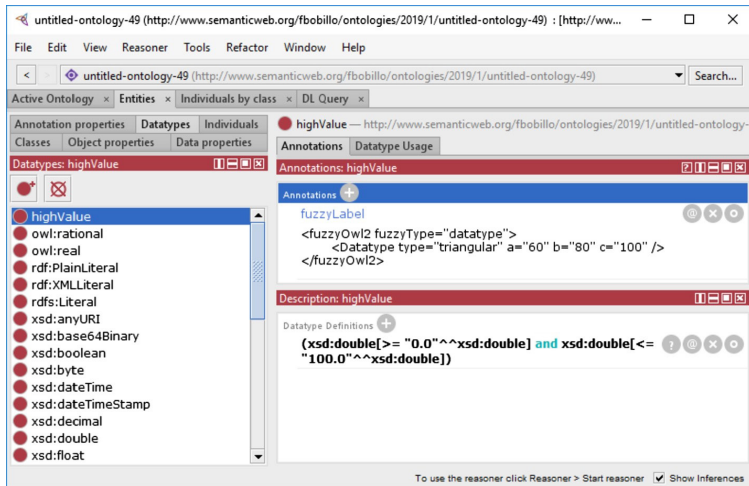 untitled-ontology-49 (http://www.semanticweb.org/fbobillo/ontologies/2019/1/untitled-ontology-49) : [http://ww...
File Edit View Reasoner Tools Refactor Window Help
< > untitled-ontology-49 (http://www.semanticweb.org/fbobillo/ontologies/2019/1/untitled-ontology-49) Search...
Active Ontology × Entities × Individuals by class × DL Query ×
Annotation properties Datatypes Individuals
Classes Object properties Data properties
Datatypes: highValue
highValue
owl:rational
owl:real
rdf:PlainLiteral
rdf:XMLLiteral
rdfs:Literal
xsd:anyURI
xsd:base64Binary
xsd:boolean
xsd:byte
xsd:dateTime
xsd:dateTimeStamp
xsd:decimal
xsd:double
xsd:float
highValue — http://www.semanticweb.org/fbobillo/ontologies/2019/1/untitled-ontology-
Annotations Datatype Usage
Annotations: highValue
Annotations
fuzzyLabel
<fuzzyOwl2 fuzzyType="datatype">
<Datatype type="triangular" a="60" b="80" c="100" />
</fuzzyOwl2>
Description: highValue
Datatype Definitions
(xsd:double[>= "0.0"^^xsd:double] and xsd:double[<=
"100.0"^^xsd:double])
To use the reasoner click Reasoner > Start reasoner Show Inferences